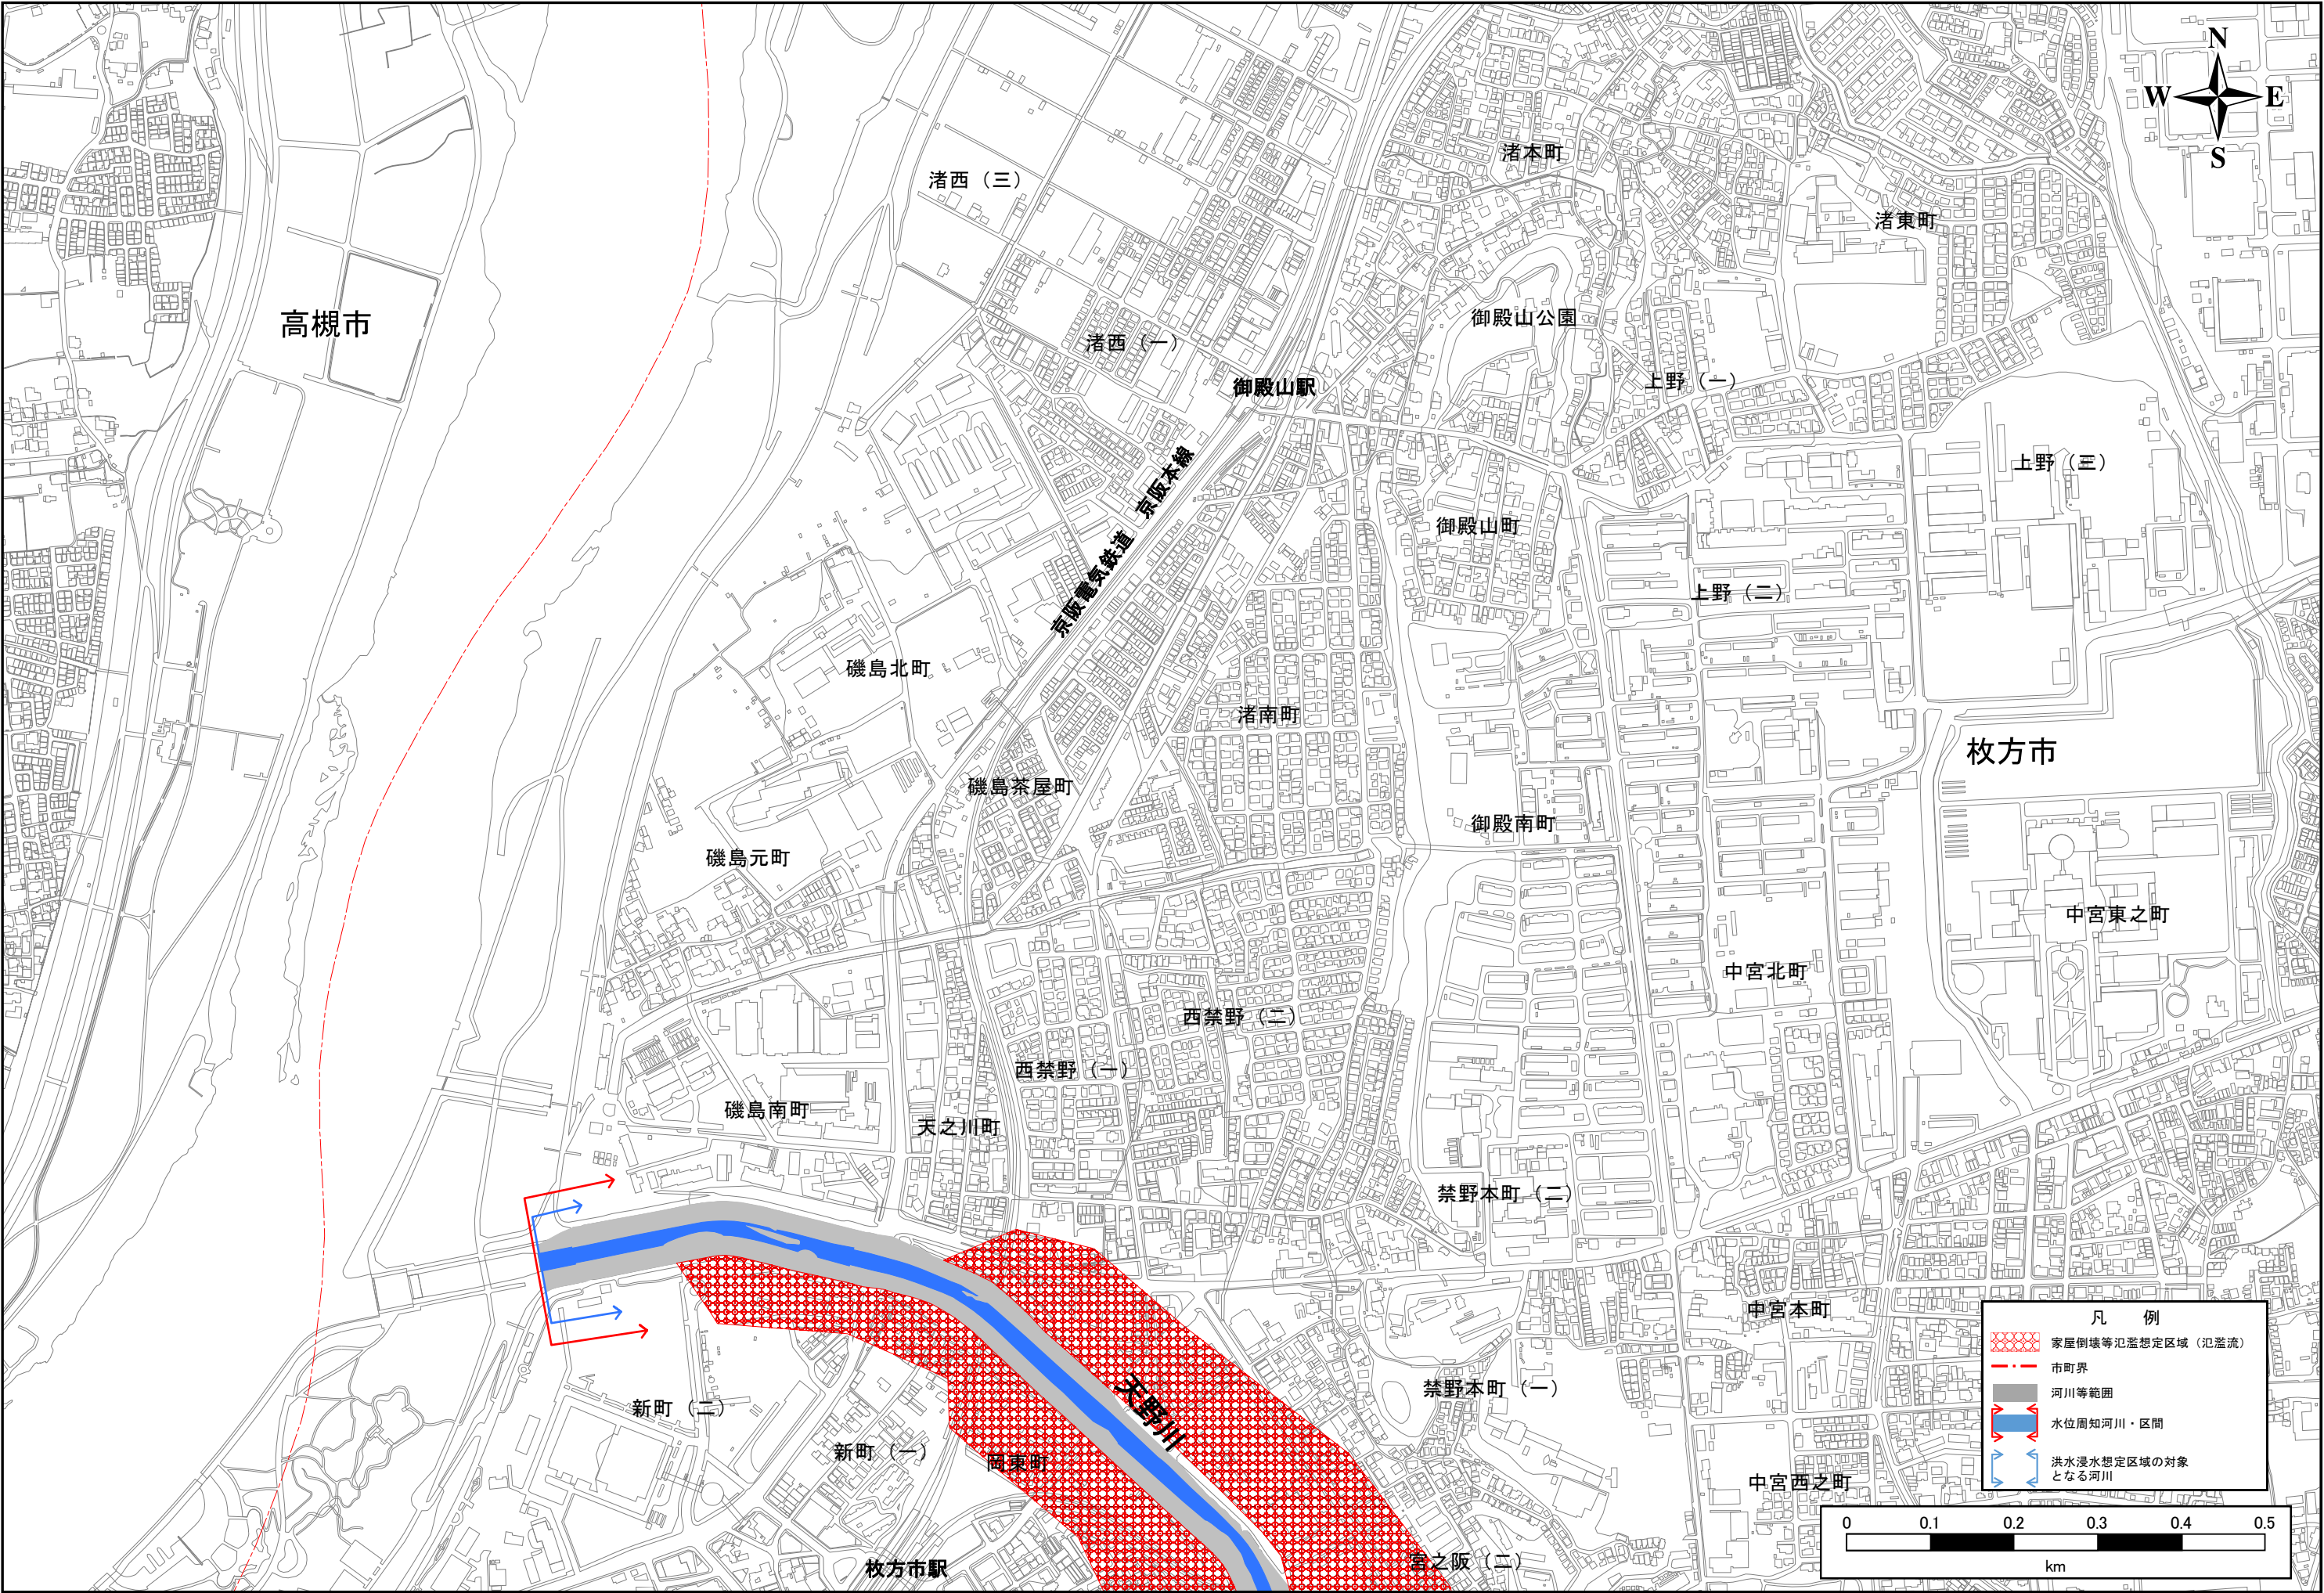 N
W E
S
渚本町
渚西（三）
渚東町
高槻市
御殿山公園
渚西（一）
上野（一）
御殿山駅
上野（三）
京阪電気鉄道　京阪本線
御殿山町
上野（二）
磯島北町
渚南町
枚方市
磯島茶屋町
御殿南町
磯島元町
中宮東之町
中宮北町
西禁野（二）
西禁野（一）
磯島南町
天之川町
禁野本町（二）
中宮本町
天野川
禁野本町（一）
新町（二）
新町（一）
岡東町
中宮西之町
宮之阪（二）
枚方市駅
凡　例
家屋倒壊等氾濫想定区域（氾濫流）
市町界
河川等範囲
水位周知河川・区間
洪水浸水想定区域の対象
となる河川
0 0.1 0.2 0.3 0.4 0.5
km